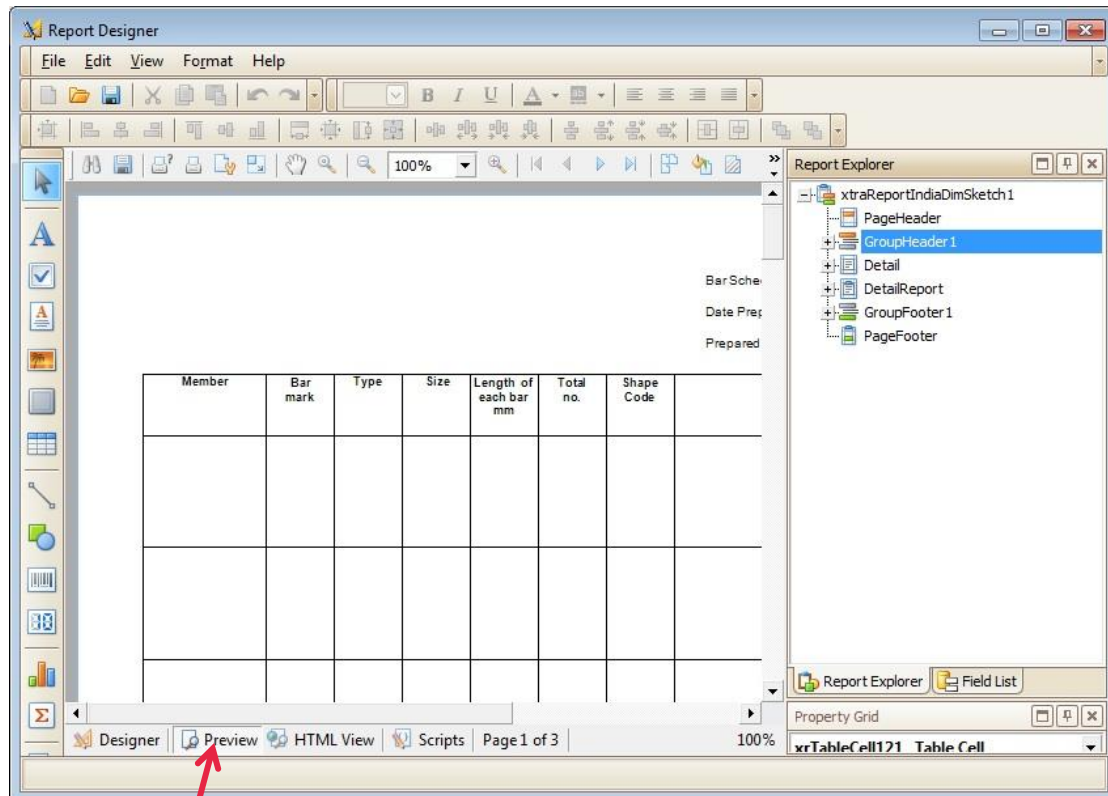 Report Designer
File Edit View Format Help
B I U A
100%
Report Explorer
xtraReportIndiaDimSketch1
PageHeader
GroupHeader1
Detail
DetailReport
GroupFooter1
PageFooter
Bar Sche
Date Prep
Prepared
Member Bar mark Type Size Length of each bar mm Total no. Shape Code
Report Explorer Field List
Property Grid
xrTableCell121 Table Cell
Designer Preview HTML View Scripts Page 1 of 3 100%